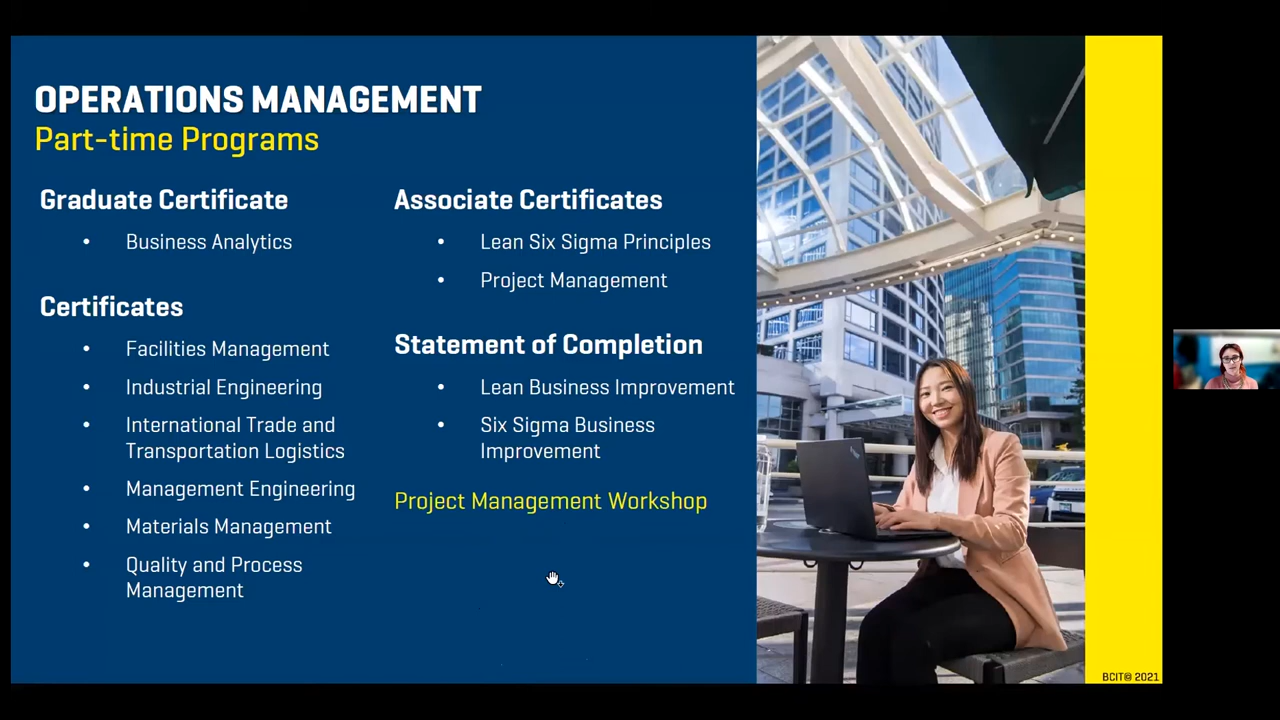 OPERATIONS MANAGEMENT
Part-time Programs
Graduate Certificate
• Business Analytics
Certificates
• Facilities Management
• Industrial Engineering
• International Trade and
Transportation Logistics
• Management Engineering
• Materials Management
• Quality and Process
Management
Associate Certificates
• Lean Six Sigma Principles
• Project Management
Statement of Completion
• Lean Business Improvement
• Six Sigma Business
Improvement
Project Management Workshop
BCIT© 2021